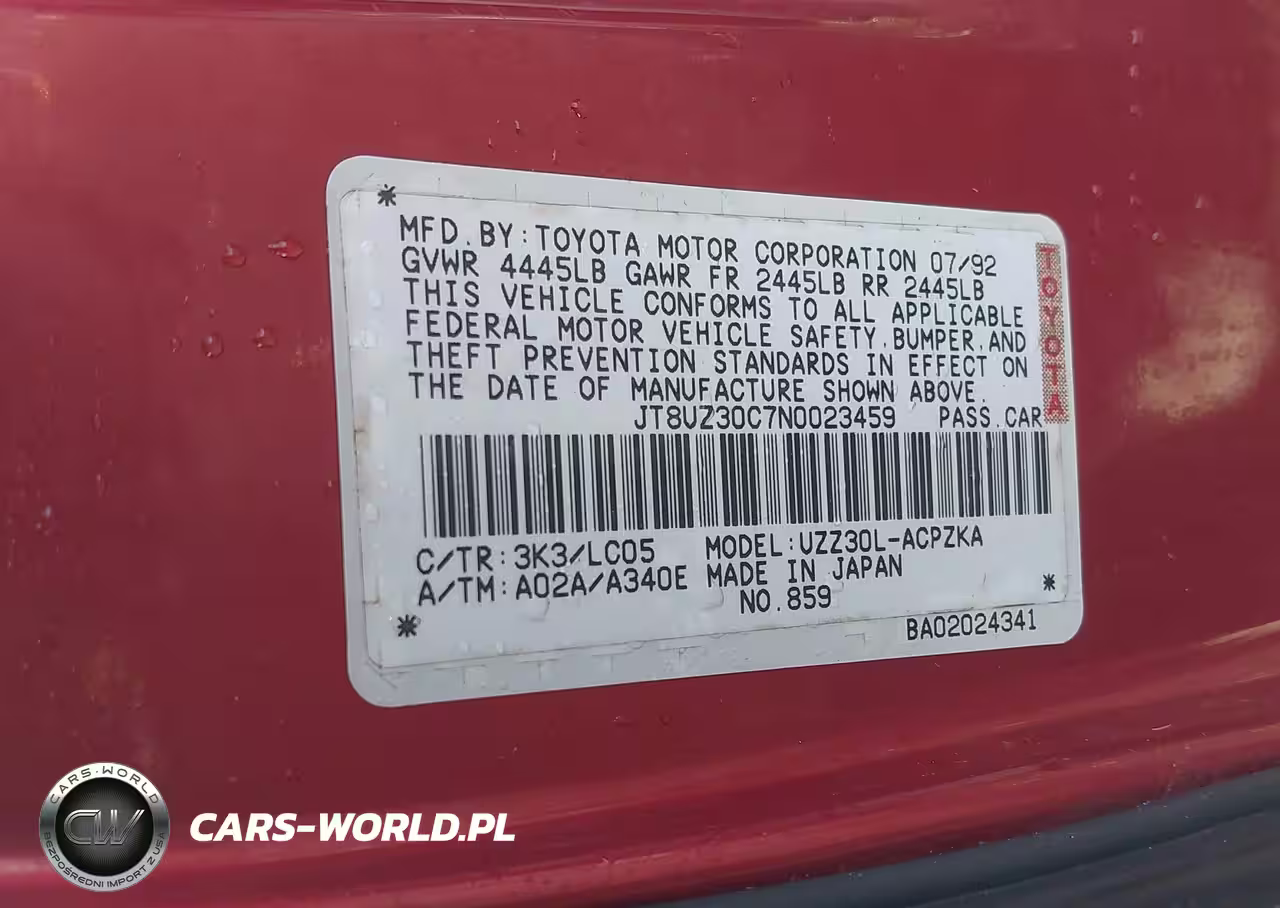 MFD.BY:TOYOTA MOTOR CORPORATION 07/92
GVWR 4445LB GAWR FR 2445LB RR 2445LB
THIS VEHICLE CONFORMS TO ALL APPLICABLE
FEDERAL MOTOR VEHICLE SAFETY,BUMPER,AND
THEFT PREVENTION STANDARDS IN EFFECT ON
THE DATE OF MANUFACTURE SHOWN ABOVE.
JT8UZ30C7N0023459 PASS.CAR
TOYOTA
C/TR:3K3/LC05 MODEL:UZZ30L-ACPZKA
A/TM:A02A/A340E MADE IN JAPAN
NO.859
BA02024341
CARS-WORLD
CW
BEZPOŚREDNI IMPORT Z USA
CARS-WORLD.PL